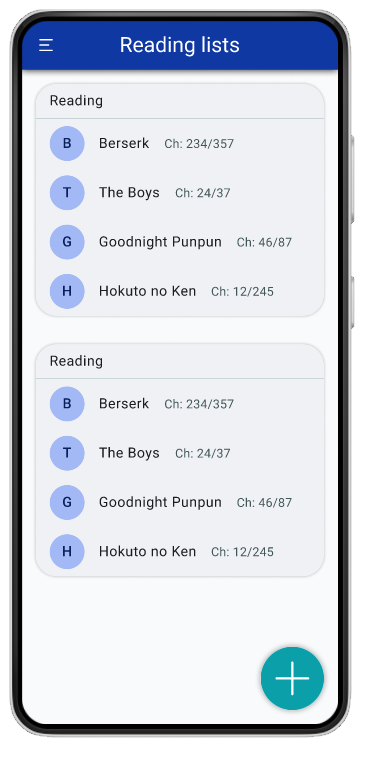 Reading lists
Reading
B Berserk Ch: 234/357
T The Boys Ch: 24/37
G Goodnight Punpun Ch: 46/87
H Hokuto no Ken Ch: 12/245
Reading
B Berserk Ch: 234/357
T The Boys Ch: 24/37
G Goodnight Punpun Ch: 46/87
H Hokuto no Ken Ch: 12/245